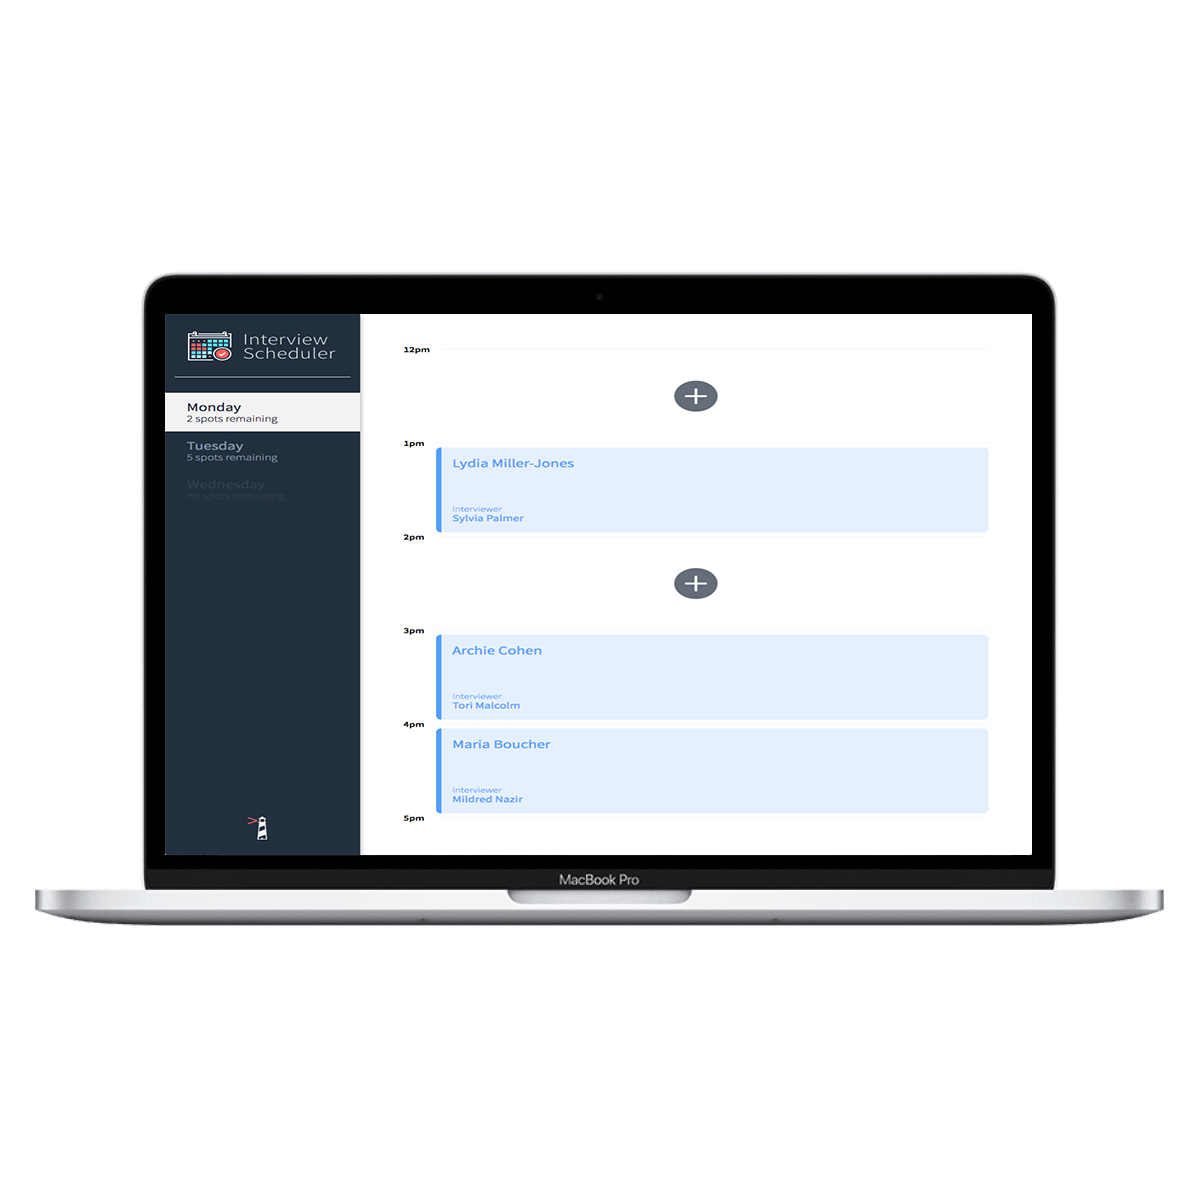 Interview
Scheduler
Monday
2 spots remaining
Tuesday
5 spots remaining
Wednesday
no spots remaining
12pm
1pm
Lydia Miller-Jones
Interviewer
Sylvia Palmer
2pm
3pm
Archie Cohen
Interviewer
Tori Malcolm
4pm
Maria Boucher
Interviewer
Mildred Nazir
5pm
MacBook Pro